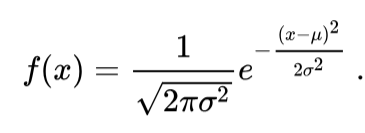 f(x) = \frac{1}{\sqrt{2\pi\sigma^2}} e^{-\frac{(x-\mu)^2}{2\sigma^2}} .